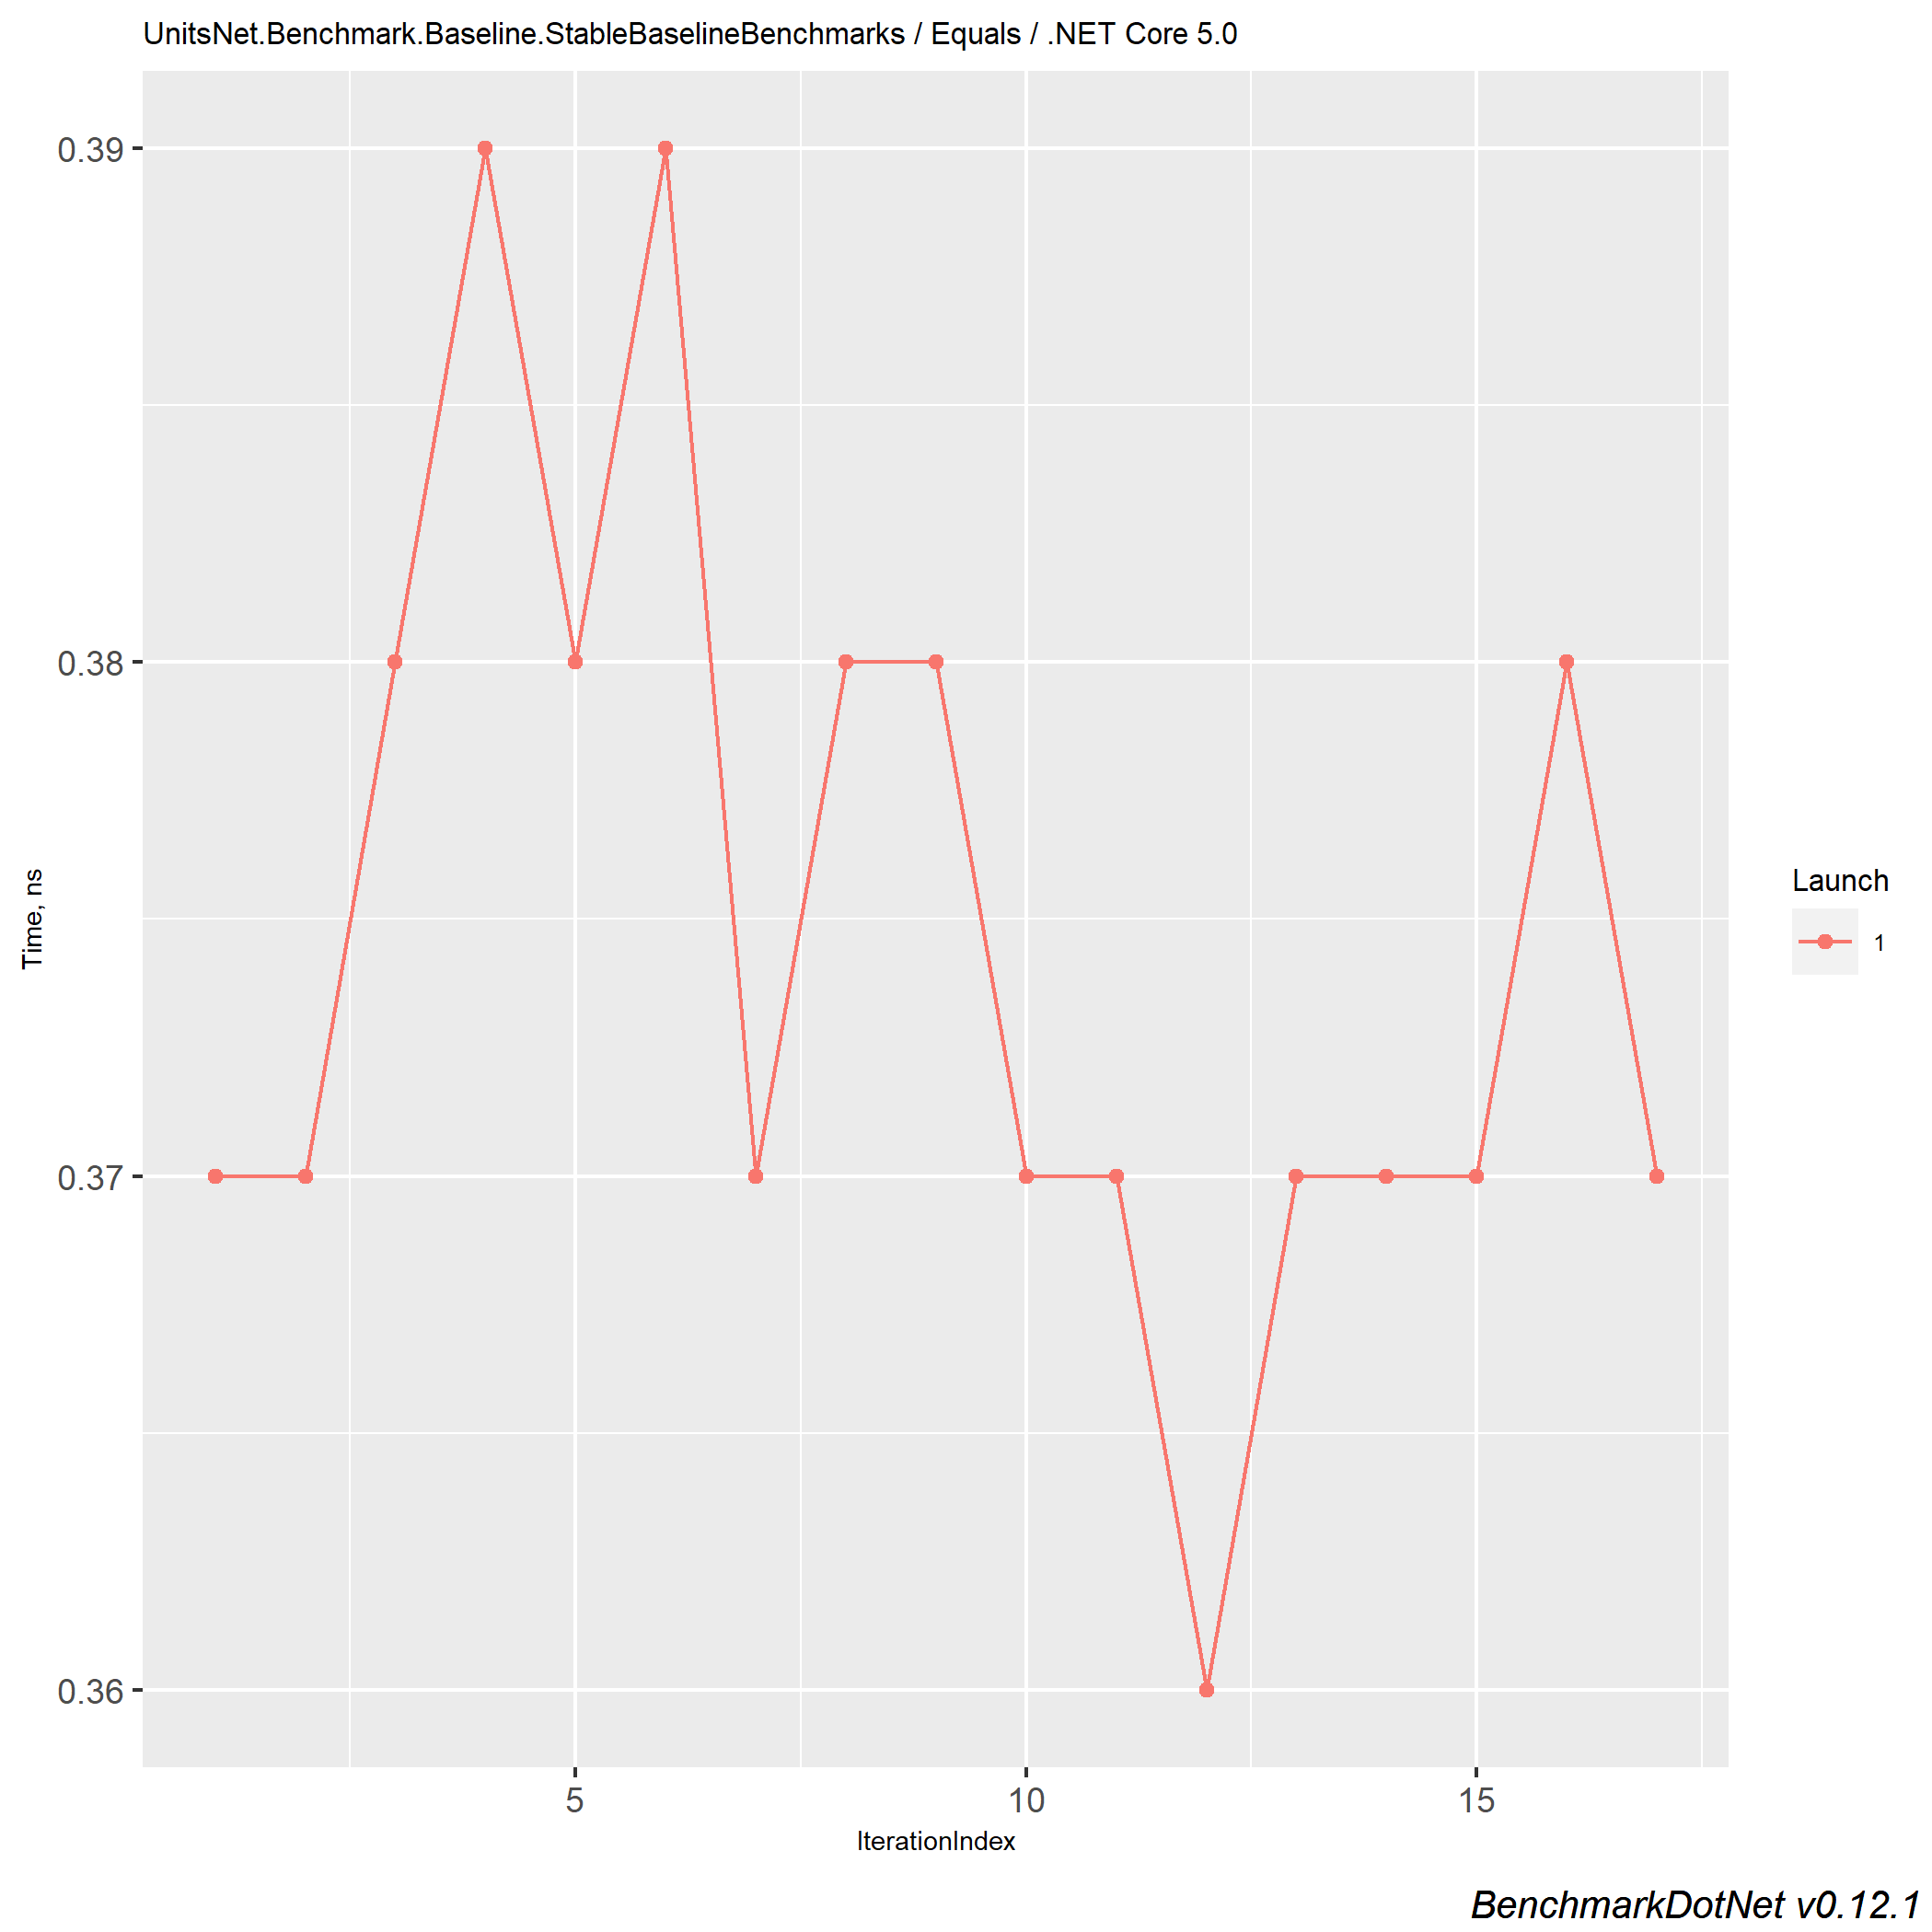 UnitsNet.Benchmark.Baseline.StableBaselineBenchmarks / Equals / .NET Core 5.0
0.39
0.38
0.37
0.36
Time, ns
5 10 15
IterationIndex
Launch
1
BenchmarkDotNet v0.12.1